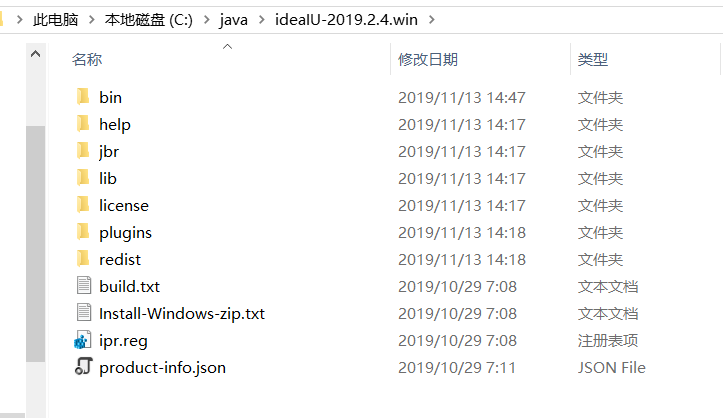 此电脑 > 本地磁盘 (C:) > java > ideaIU-2019.2.4.win >
名称 修改日期 类型
bin 2019/11/13 14:47 文件夹
help 2019/11/13 14:17 文件夹
jbr 2019/11/13 14:17 文件夹
lib 2019/11/13 14:17 文件夹
license 2019/11/13 14:17 文件夹
plugins 2019/11/13 14:18 文件夹
redist 2019/11/13 14:18 文件夹
build.txt 2019/10/29 7:08 文本文档
Install-Windows-zip.txt 2019/10/29 7:08 文本文档
ipr.reg 2019/10/29 7:08 注册表项
product-info.json 2019/10/29 7:11 JSON File